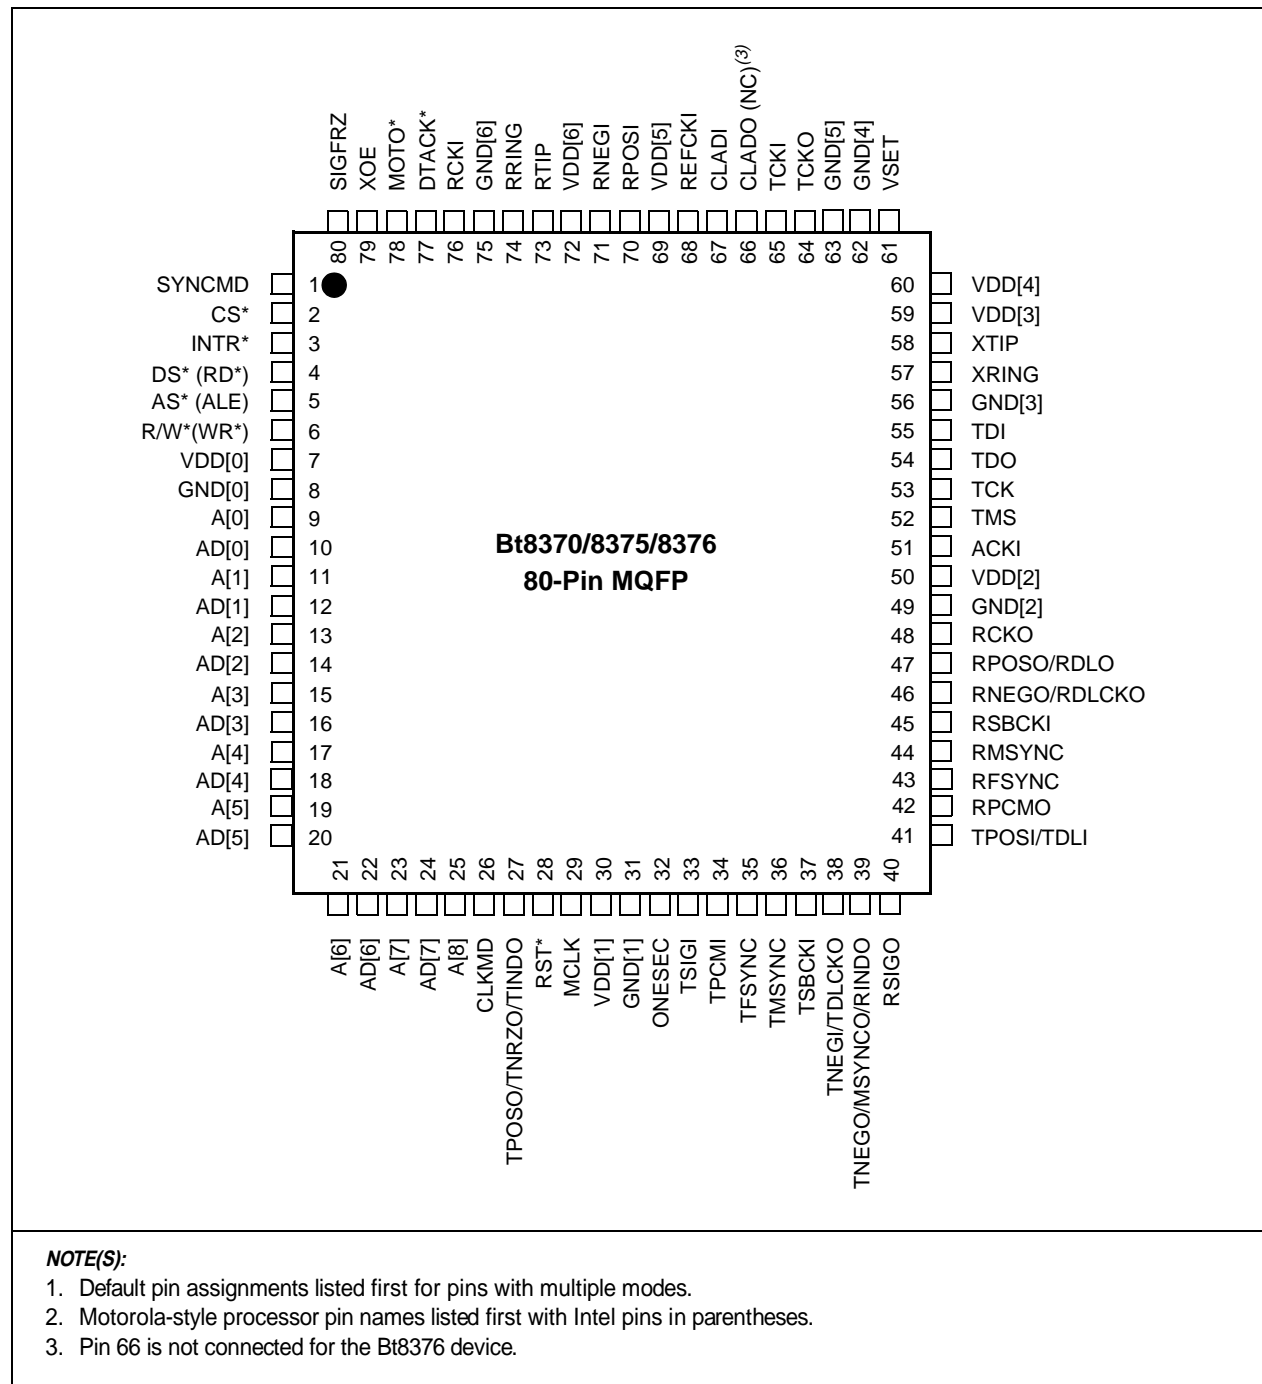 SIGFRZ
XOE
MOTO*
DTACK*
RCKI
GND[6]
RRING
RTIP
VDD[6]
RNEGI
RPOSI
VDD[5]
REFCKI
CLADI
CLADO (NC)(3)
TCKI
TCKO
GND[5]
GND[4]
VSET
80
79
78
77
76
75
74
73
72
71
70
69
68
67
66
65
64
63
62
61
SYNCMD 1
CS* 2
INTR* 3
DS* (RD*) 4
AS* (ALE) 5
R/W*(WR*) 6
VDD[0] 7
GND[0] 8
A[0] 9
AD[0] 10
A[1] 11
AD[1] 12
A[2] 13
AD[2] 14
A[3] 15
AD[3] 16
A[4] 17
AD[4] 18
A[5] 19
AD[5] 20
Bt8370/8375/8376
80-Pin MQFP
60 VDD[4]
59 VDD[3]
58 XTIP
57 XRING
56 GND[3]
55 TDI
54 TDO
53 TCK
52 TMS
51 ACKI
50 VDD[2]
49 GND[2]
48 RCKO
47 RPOSO/RDLO
46 RNEGO/RDLCKO
45 RSBCKI
44 RMSYNC
43 RFSYNC
42 RPCMO
41 TPOSI/TDLI
21
22
23
24
25
26
27
28
29
30
31
32
33
34
35
36
37
38
39
40
A[6]
AD[6]
A[7]
AD[7]
A[8]
CLKMD
TPOSO/TNRZO/TINDO
RST*
MCLK
VDD[1]
GND[1]
ONESEC
TSIGI
TPCMI
TFSYNC
TMSYNC
TSBCKI
TNEGI/TDLCKO
TNEGO/MSYNCO/RINDO
RSIGO
NOTE(S):
1. Default pin assignments listed first for pins with multiple modes.
2. Motorola-style processor pin names listed first with Intel pins in parentheses.
3. Pin 66 is not connected for the Bt8376 device.